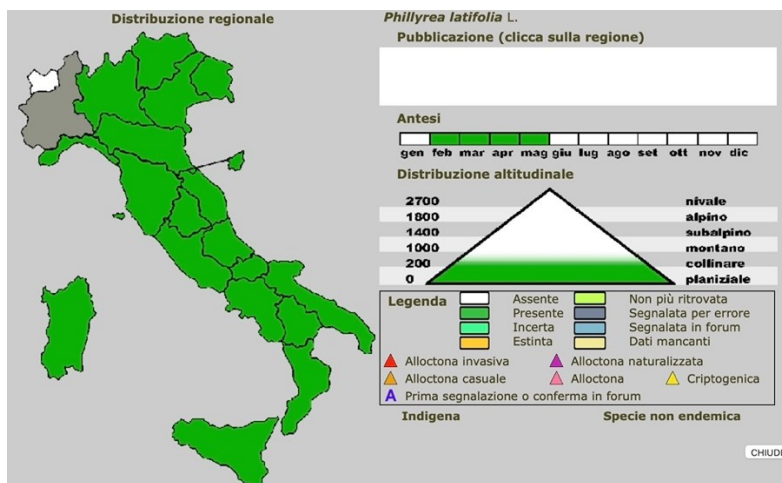 Distribuzione regionale
Phillyrea latifolia L.
Pubblicazione (clicca sulla regione)
Antesi
gen feb mar apr mag giu lug ago set ott nov dic
Distribuzione altitudinale
2700 nivale
1800 alpino
1400 subalpino
1000 montano
200 collinare
0 planiziale
Legenda
Assente Non più ritrovata
Presente Segnalata per errore
Incerta Segnalata in forum
Estinta Dati mancanti
Alloctona invasiva Alloctona naturalizzata
Alloctona casuale Alloctona Criptogenica
A Prima segnalazione o conferma in forum
Indigena Specie non endemica
CHIUDI